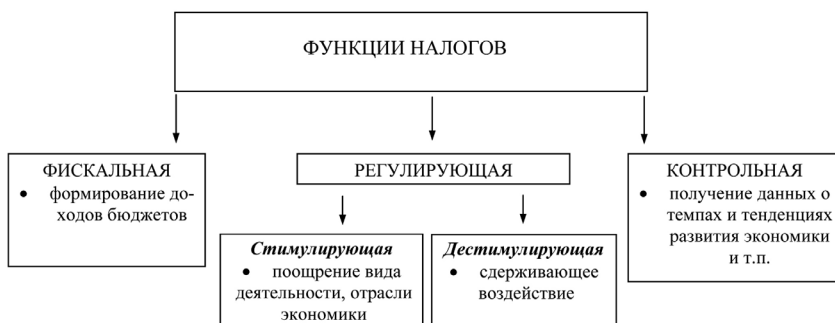 ФУНКЦИИ НАЛОГОВ
ФИСКАЛЬНАЯ
• формирование до-
ходов бюджетов
РЕГУЛИРУЮЩАЯ
КОНТРОЛЬНАЯ
• получение данных о
темпах и тенденциях
развития экономики
и т.п.
Стимулирующая
• поощрение вида
деятельности, отрасли
экономики
Дестимулирующая
• сдерживающее
воздействие